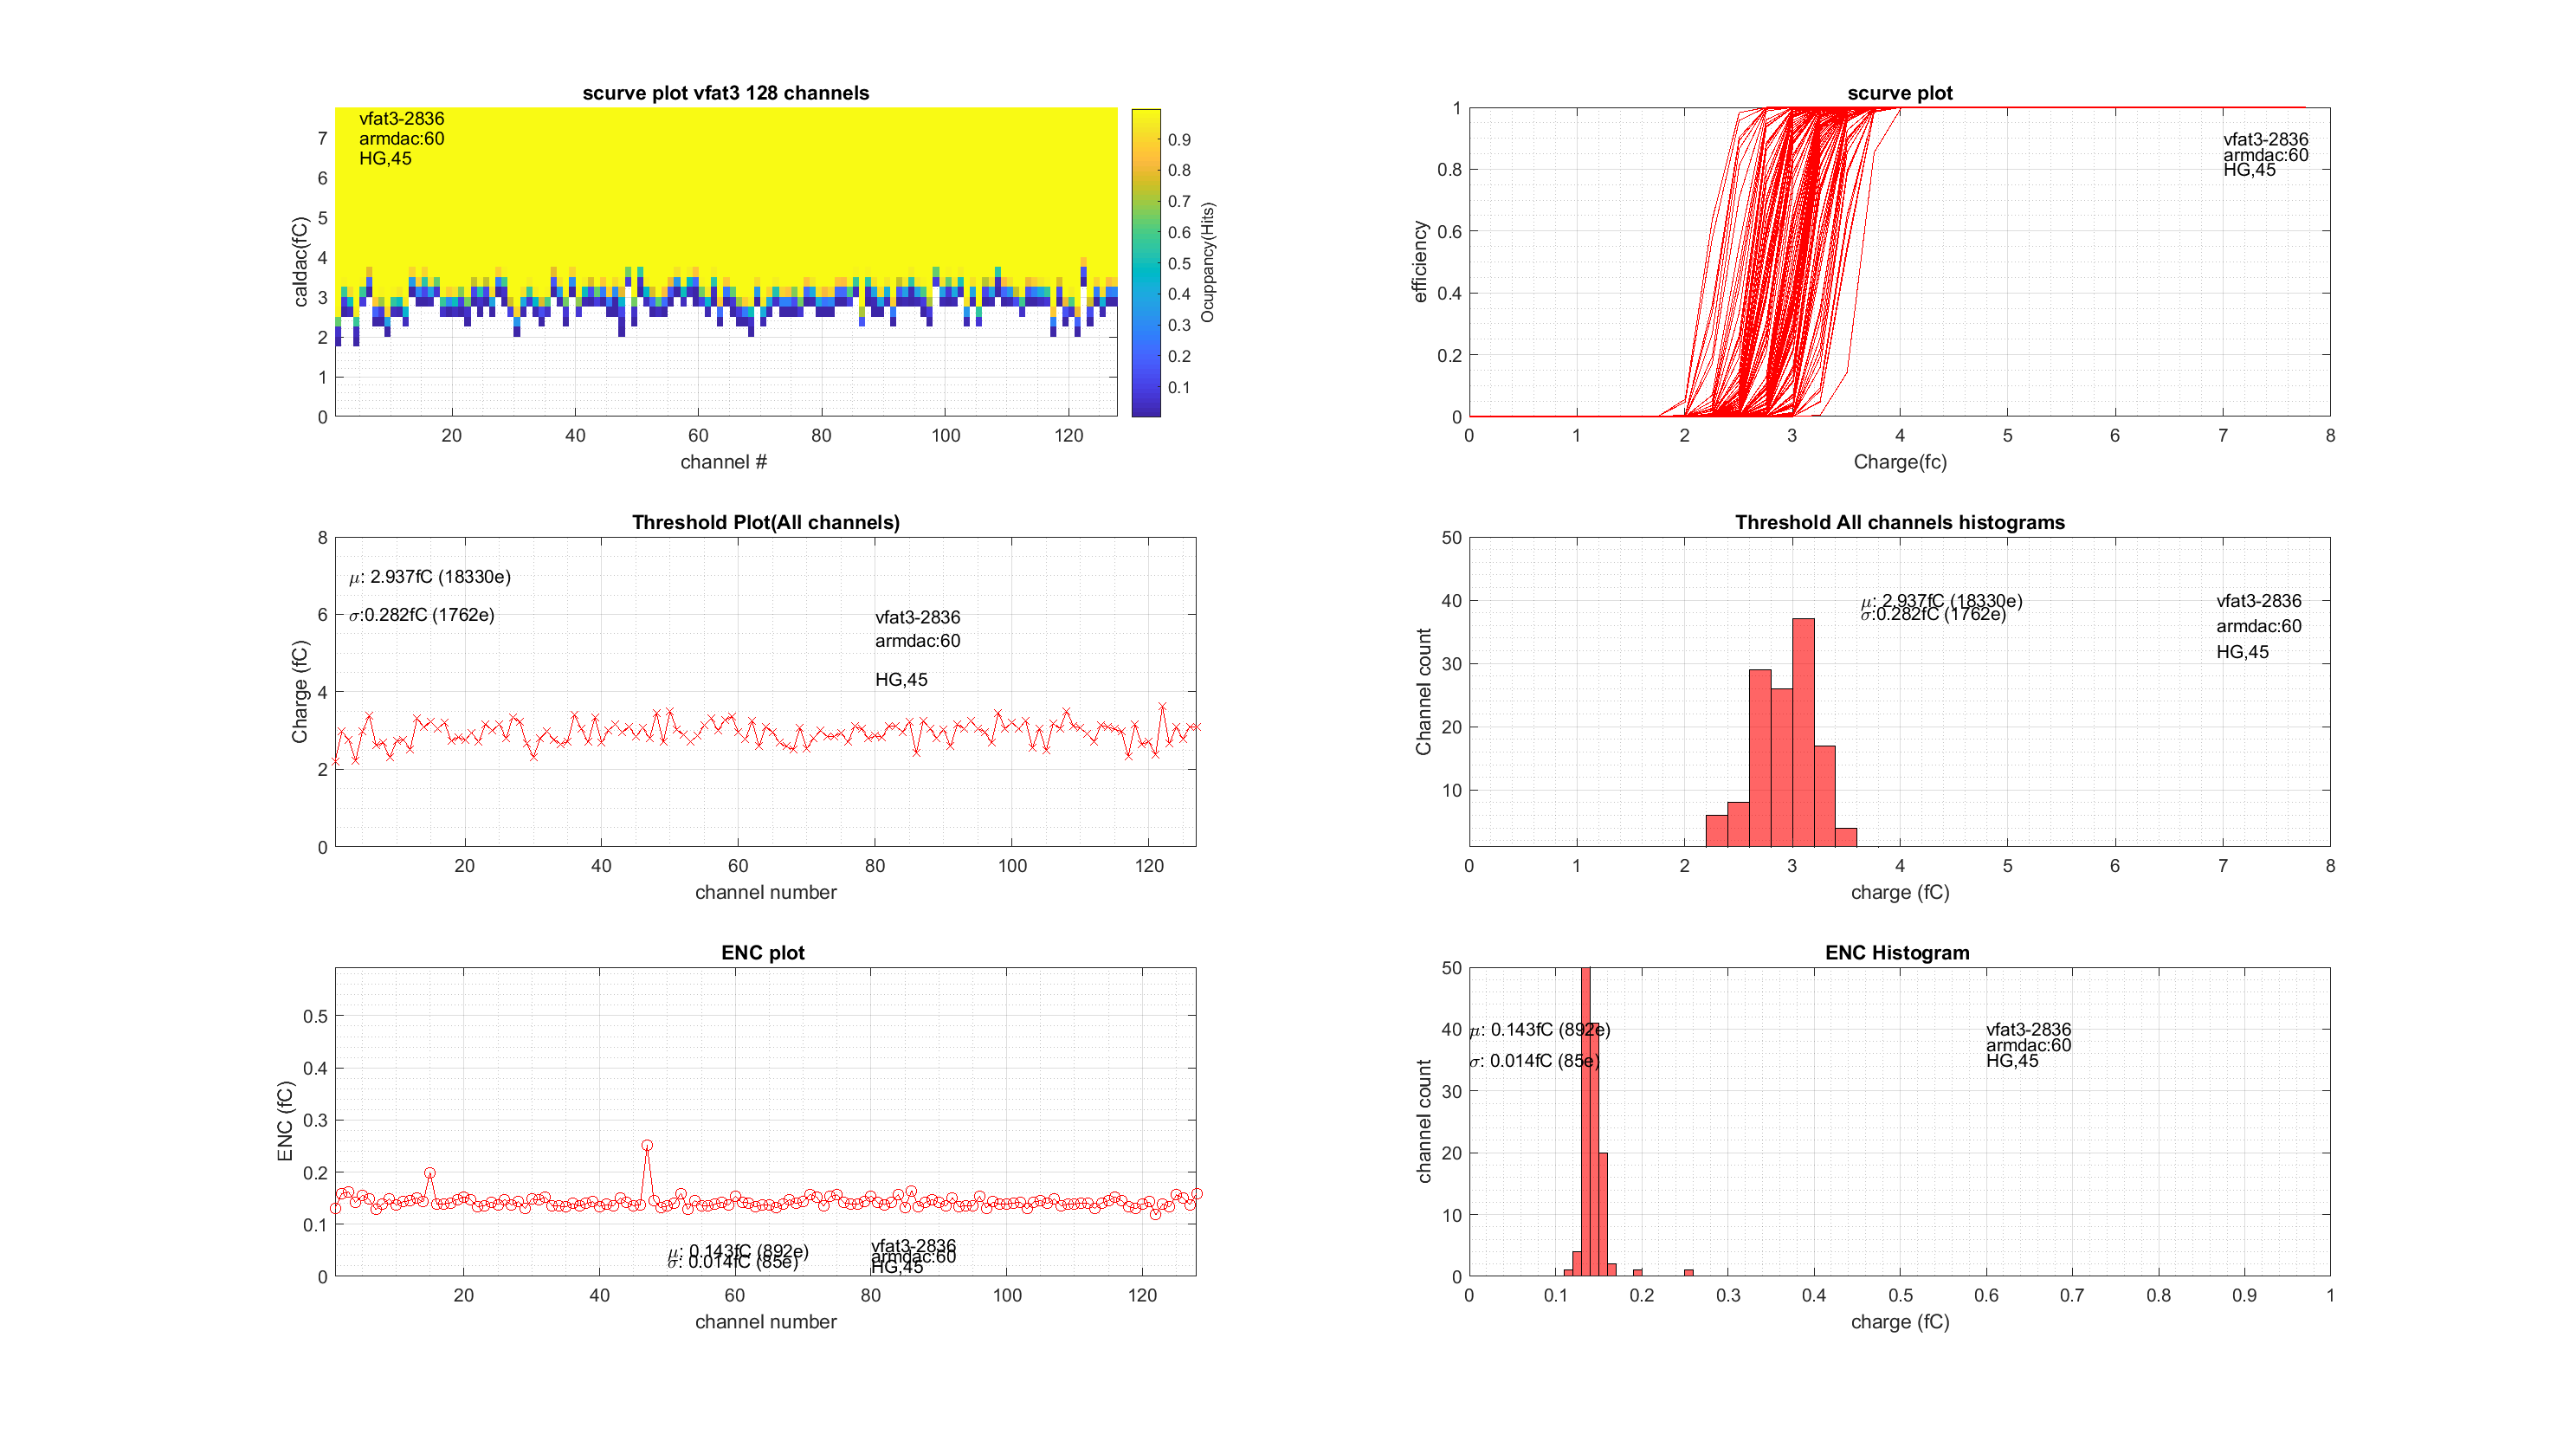 scurve plot vfat3 128 channels
vfat3-2836
armdac:60
HG,45
7
6
5
4
3
2
1
0
caldac(fC)
20 40 60 80 100 120
channel #
0.9
0.8
0.7
0.6
0.5
0.4
0.3
0.2
0.1
Ocuppancy(Hits)
scurve plot
vfat3-2836
armdac:60
HG,45
1
0.8
0.6
0.4
0.2
0
efficiency
0 1 2 3 4 5 6 7 8
Charge(fc)
Threshold Plot(All channels)
μ: 2.937fC (18330e)
σ:0.282fC (1762e)
vfat3-2836
armdac:60
HG,45
8
6
4
2
0
Charge (fC)
20 40 60 80 100 120
channel number
Threshold All channels histograms
μ: 2.937fC (18330e)
σ:0.282fC (1762e)
vfat3-2836
armdac:60
HG,45
50
40
30
20
10
Channel count
0 1 2 3 4 5 6 7 8
charge (fC)
ENC plot
0.5
0.4
0.3
0.2
0.1
0
ENC (fC)
μ: 0.143fC (892e)
σ: 0.014fC (85e)
vfat3-2836
armdac:60
HG,45
20 40 60 80 100 120
channel number
ENC Histogram
μ: 0.143fC (892e)
σ: 0.014fC (85e)
vfat3-2836
armdac:60
HG,45
50
40
30
20
10
0
channel count
0 0.1 0.2 0.3 0.4 0.5 0.6 0.7 0.8 0.9 1
charge (fC)